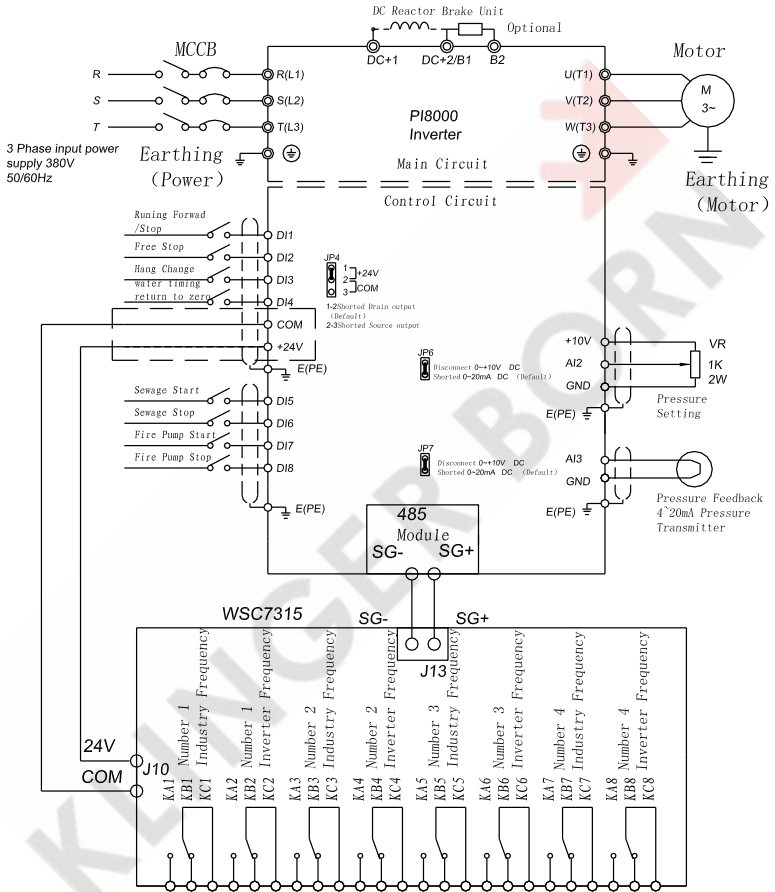 DC Reactor Brake Unit
Optional
MCCB
DC+1 DC+2/B1 B2
Motor
R R(L1) U(T1)
S S(L2) V(T2)
T T(L3) W(T3)
M
3~
PI8000
Inverter
3 Phase input power
supply 380V
50/60Hz
Earthing
(Power)
Main Circuit
Earthing
(Motor)
Control Circuit
Runing Forwad
/Stop
DI1
Free Stop
DI2
Hang Change
DI3
water timing
return to zero
DI4
COM
+24V
E(PE)
JP4
1
2
3
+24V
COM
1-2Shorted Drain output
(Default)
2-3Shorted Source output
+10V
AI2
GND
E(PE)
VR
1K
2W
Pressure
Setting
JP6
Disconnect 0~+10V DC
Shorted 0~20mA DC (Default)
Sewage Start
DI5
Sewage Stop
DI6
Fire Pump Start
DI7
Fire Pump Stop
DI8
E(PE)
JP7
Disconnect 0~+10V DC
Shorted 0~20mA DC (Default)
AI3
GND
E(PE)
Pressure Feedback
4~20mA Pressure
Transmitter
485
Module
SG- SG+
WSC7315
SG- SG+
J13
24V
COM
J10
KA1
KB1 Number 1
KC1 Industry Frequency
KA2
KB2 Number 1
KC2 Inverter Frequency
KA3
KB3 Number 2
KC3 Industry Frequency
KA4
KB4 Number 2
KC4 Inverter Frequency
KA5
KB5 Number 3
KC5 Industry Frequency
KA6
KB6 Number 3
KC6 Inverter Frequency
KA7
KB7 Number 4
KC7 Industry Frequency
KA8
KB8 Number 4
KC8 Inverter Frequency
KLINGER BORN